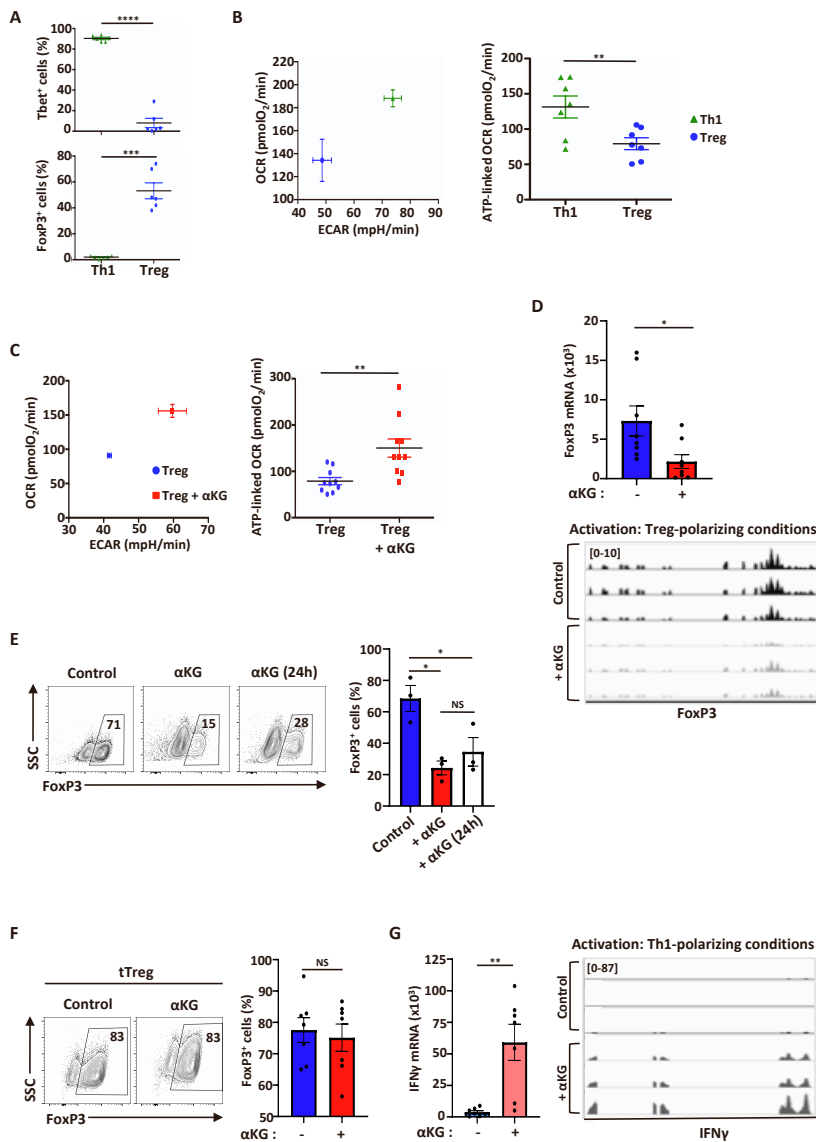 A
****
Tbet⁺ cells (%)
100
80
60
40
20
0
***
FoxP3⁺ cells (%)
80
60
40
20
0
Th1
Treg
B
OCR (pmolO₂/min)
200
180
160
140
120
100
40
50
60
70
80
90
ECAR (mpH/min)
**
ATP-linked OCR (pmolO₂/min)
200
150
100
50
0
Th1
Treg
Th1
Treg
C
OCR (pmolO₂/min)
200
150
100
50
0
30
40
50
60
70
ECAR (mpH/min)
Treg
Treg + αKG
**
ATP-linked OCR (pmolO₂/min)
300
200
100
0
Treg
Treg
+ αKG
D
*
FoxP3 mRNA (x10³)
20
15
10
5
0
αKG :
-
+
Activation: Treg-polarizing conditions
[0-10]
Control
+ αKG
FoxP3
E
Control
αKG
αKG (24h)
71
15
28
SSC
FoxP3
*
*
NS
FoxP3⁺ cells (%)
100
80
60
40
20
0
Control
+ αKG
+ αKG (24h)
F
tTreg
Control
αKG
83
83
SSC
FoxP3
NS
FoxP3⁺ cells (%)
100
90
80
70
60
50
αKG :
-
+
G
**
IFNγ mRNA (x10³)
125
100
75
50
25
0
αKG :
-
+
Activation: Th1-polarizing conditions
[0-87]
Control
+ αKG
IFNγ